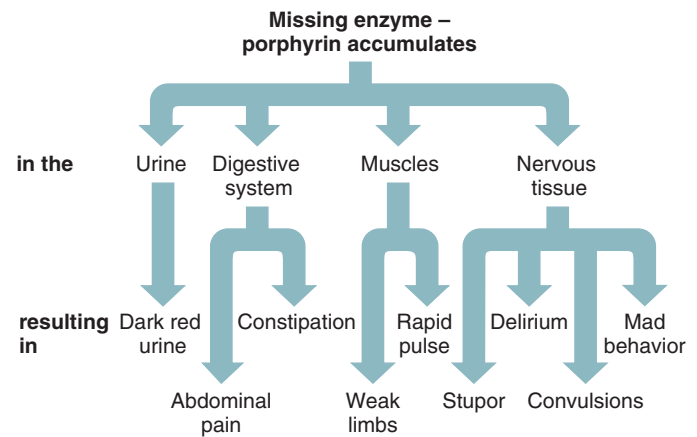 Missing enzyme –
porphyrin accumulates
in the
Urine
Digestive
system
Muscles
Nervous
tissue
resulting
in
Dark red
urine
Constipation
Rapid
pulse
Delirium
Mad
behavior
Abdominal
pain
Weak
limbs
Stupor
Convulsions